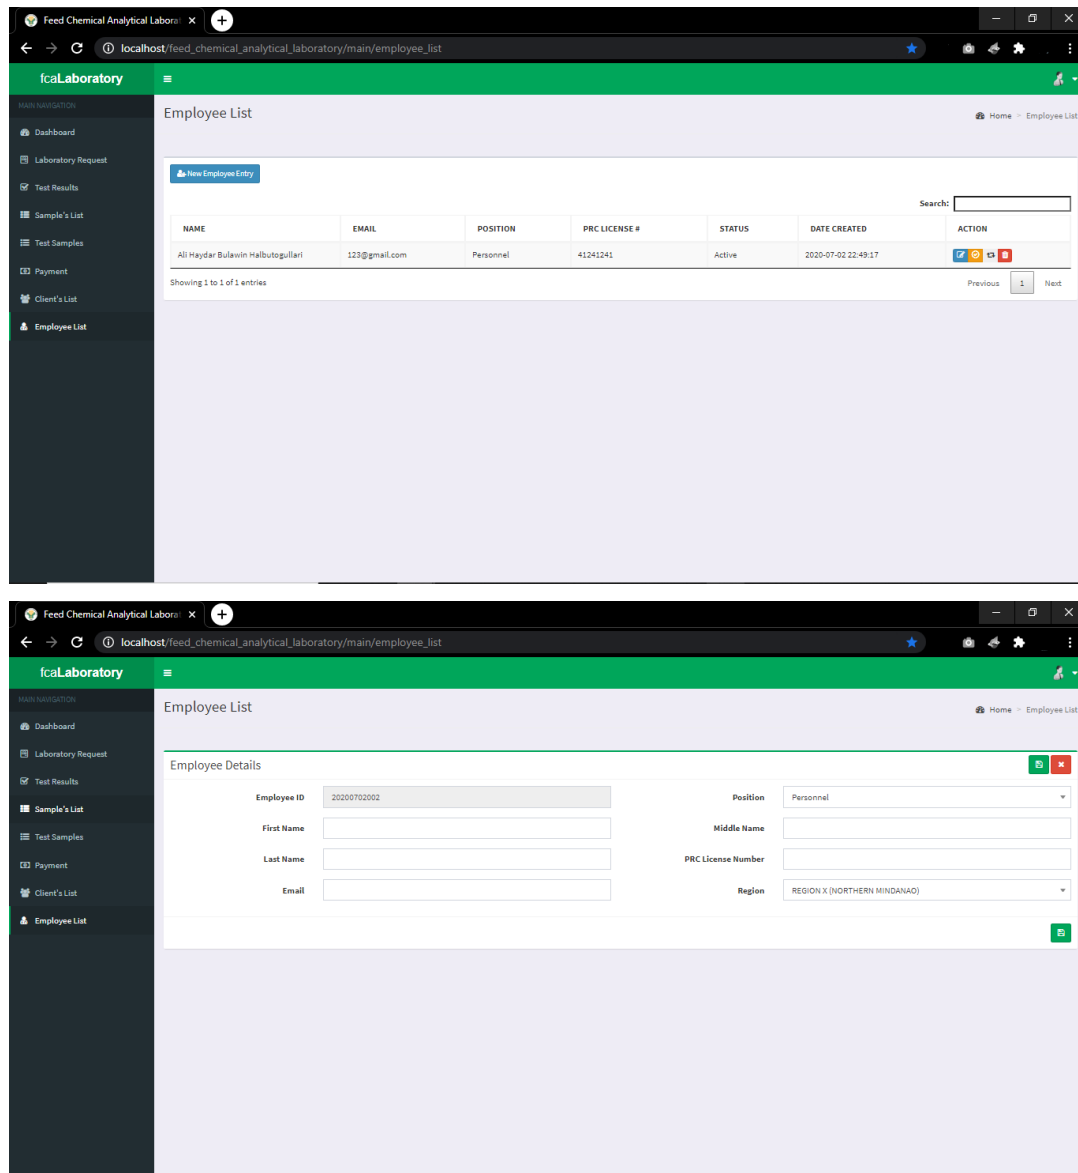 Feed Chemical Analytical Laborat
localhost/feed_chemical_analytical_laboratory/main/employee_list
fcaLaboratory
MAIN NAVIGATION
Employee List
Home > Employee List
Dashboard
Laboratory Request
New Employee Entry
Test Results
Search:
Sample's List
NAME EMAIL POSITION PRC LICENSE # STATUS DATE CREATED ACTION
Test Samples
Ali Haydar Bulawin Halbutogullari 123@gmail.com Personnel 41241241 Active 2020-07-02 22:49:17
Payment
Showing 1 to 1 of 1 entries
Previous 1 Next
Client's List
Employee List
Feed Chemical Analytical Laborat
localhost/feed_chemical_analytical_laboratory/main/employee_list
fcaLaboratory
MAIN NAVIGATION
Employee List
Home > Employee List
Dashboard
Laboratory Request
Employee Details
Test Results
Employee ID 20200702002 Position Personnel
Sample's List
First Name Middle Name
Test Samples
Last Name PRC License Number
Payment
Email Region REGION X (NORTHERN MINDANAO)
Client's List
Employee List